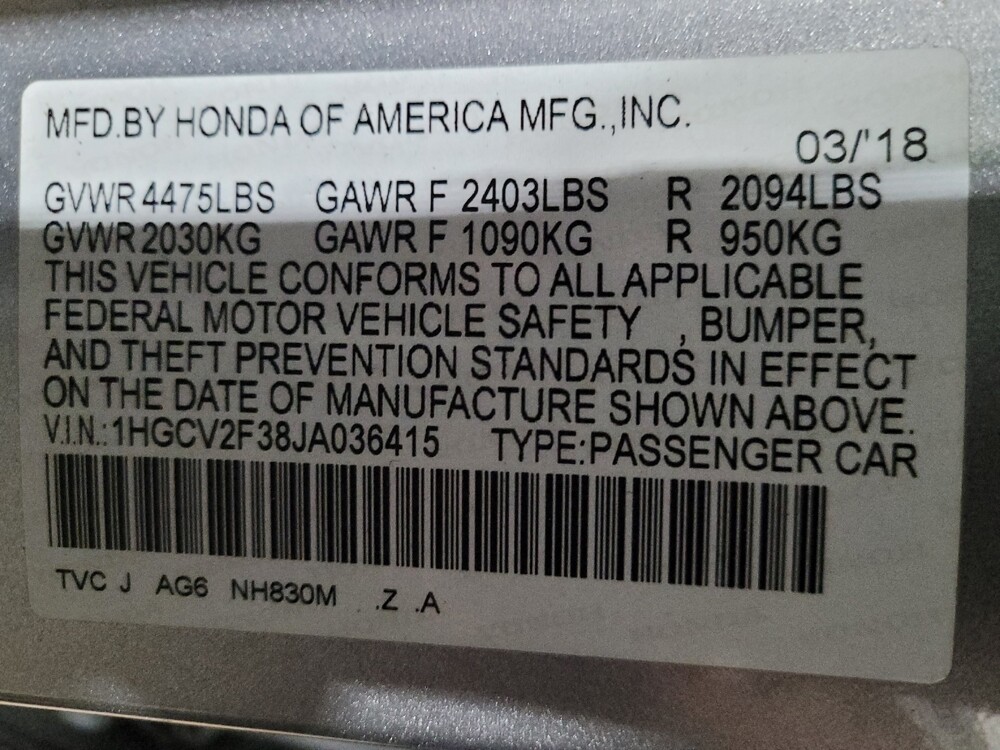 MFD.BY HONDA OF AMERICA MFG.,INC.
03/'18
GVWR 4475LBS GAWR F 2403LBS R 2094LBS
GVWR 2030KG GAWR F 1090KG R 950KG
THIS VEHICLE CONFORMS TO ALL APPLICABLE
FEDERAL MOTOR VEHICLE SAFETY , BUMPER,
AND THEFT PREVENTION STANDARDS IN EFFECT
ON THE DATE OF MANUFACTURE SHOWN ABOVE.
V.I.N.: 1HGCV2F38JA036415 TYPE:PASSENGER CAR
TVC J AG6 NH830M .Z .A